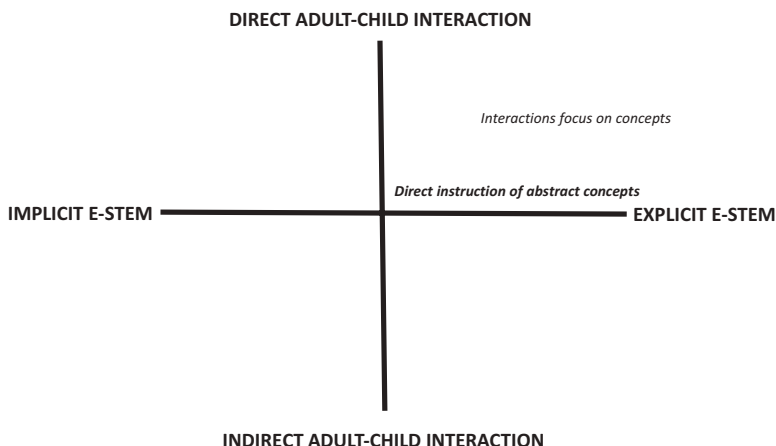 DIRECT ADULT-CHILD INTERACTION
Interactions focus on concepts
Direct instruction of abstract concepts
IMPLICIT E-STEM
EXPLICIT E-STEM
INDIRECT ADULT-CHILD INTERACTION